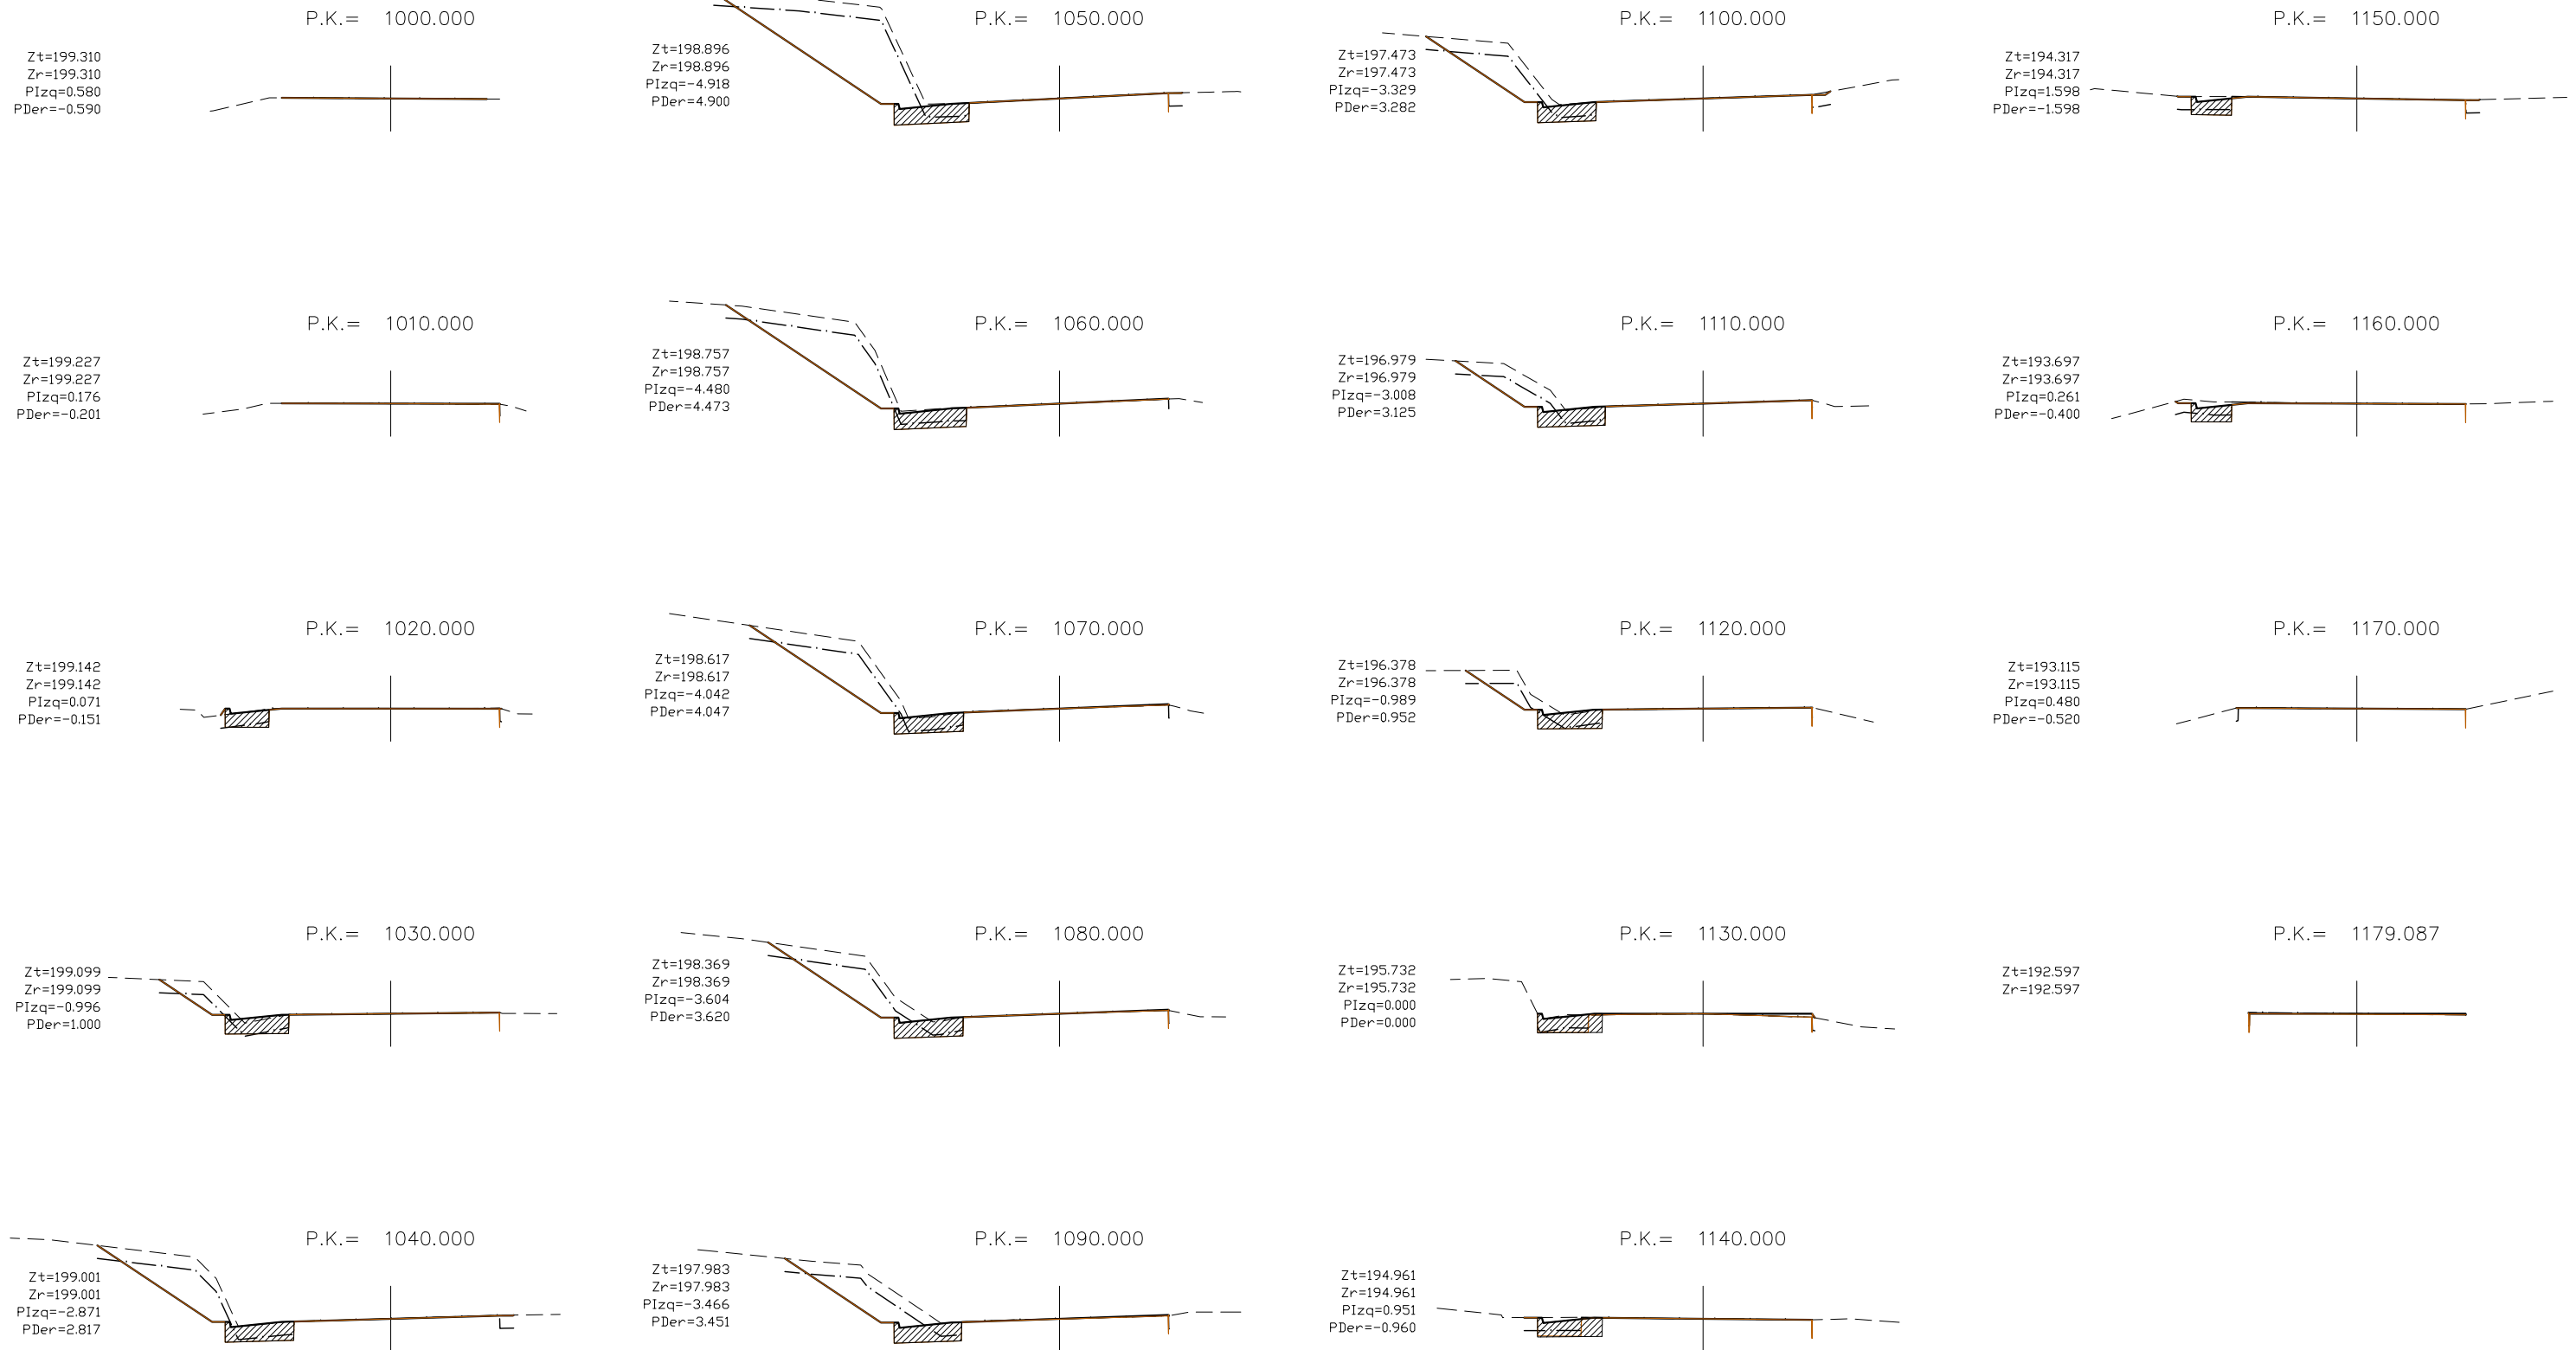 P.K.= 1000.000
Zt=199.310
Zr=199.310
PIzq=0.580
PDer=-0.590
P.K.= 1010.000
Zt=199.227
Zr=199.227
PIzq=0.176
PDer=-0.201
P.K.= 1020.000
Zt=199.142
Zr=199.142
PIzq=0.071
PDer=-0.151
P.K.= 1030.000
Zt=199.099
Zr=199.099
PIzq=-0.996
PDer=1.000
P.K.= 1040.000
Zt=199.001
Zr=199.001
PIzq=-2.871
PDer=2.817
P.K.= 1050.000
Zt=198.896
Zr=198.896
PIzq=-4.918
PDer=4.900
P.K.= 1060.000
Zt=198.757
Zr=198.757
PIzq=-4.480
PDer=4.473
P.K.= 1070.000
Zt=198.617
Zr=198.617
PIzq=-4.042
PDer=4.047
P.K.= 1080.000
Zt=198.369
Zr=198.369
PIzq=-3.604
PDer=3.620
P.K.= 1090.000
Zt=197.983
Zr=197.983
PIzq=-3.466
PDer=3.451
P.K.= 1100.000
Zt=197.473
Zr=197.473
PIzq=-3.329
PDer=3.282
P.K.= 1110.000
Zt=196.979
Zr=196.979
PIzq=-3.008
PDer=3.125
P.K.= 1120.000
Zt=196.378
Zr=196.378
PIzq=-0.989
PDer=0.952
P.K.= 1130.000
Zt=195.732
Zr=195.732
PIzq=0.000
PDer=0.000
P.K.= 1140.000
Zt=194.961
Zr=194.961
PIzq=0.951
PDer=-0.960
P.K.= 1150.000
Zt=194.317
Zr=194.317
PIzq=1.598
PDer=-1.598
P.K.= 1160.000
Zt=193.697
Zr=193.697
PIzq=0.261
PDer=-0.400
P.K.= 1170.000
Zt=193.115
Zr=193.115
PIzq=0.480
PDer=-0.520
P.K.= 1179.087
Zt=192.597
Zr=192.597